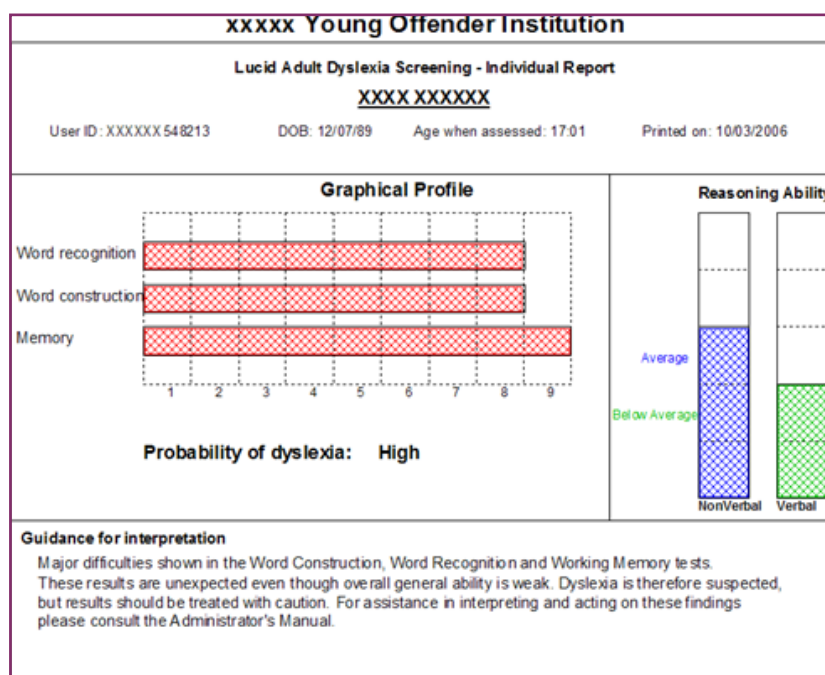 xxxxx Young Offender Institution
Lucid Adult Dyslexia Screening - Individual Report
XXXX XXXXXX
User ID: XXXXXX 548213 DOB: 12/07/89 Age when assessed: 17:01 Printed on: 10/03/2006
Graphical Profile
Reasoning Ability
Word recognition
Word construction
Memory
1 2 3 4 5 6 7 8 9
Average
Below Average
NonVerbal Verbal
Probability of dyslexia: High
Guidance for interpretation
Major difficulties shown in the Word Construction, Word Recognition and Working Memory tests.
These results are unexpected even though overall general ability is weak. Dyslexia is therefore suspected,
but results should be treated with caution. For assistance in interpreting and acting on these findings
please consult the Administrator's Manual.